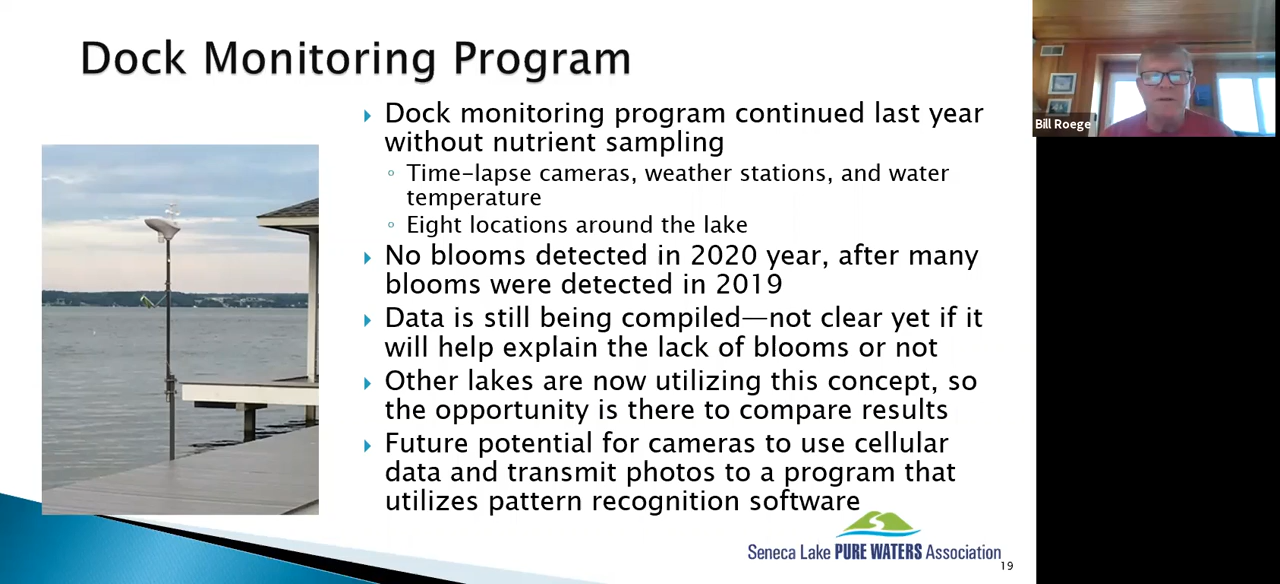 Dock Monitoring Program
Dock monitoring program continued last year
without nutrient sampling
Time-lapse cameras, weather stations, and water
temperature
Eight locations around the lake
No blooms detected in 2020 year, after many
blooms were detected in 2019
Data is still being compiled—not clear yet if it
will help explain the lack of blooms or not
Other lakes are now utilizing this concept, so
the opportunity is there to compare results
Future potential for cameras to use cellular
data and transmit photos to a program that
utilizes pattern recognition software
Seneca Lake PURE WATERS Association
19
Bill Roege